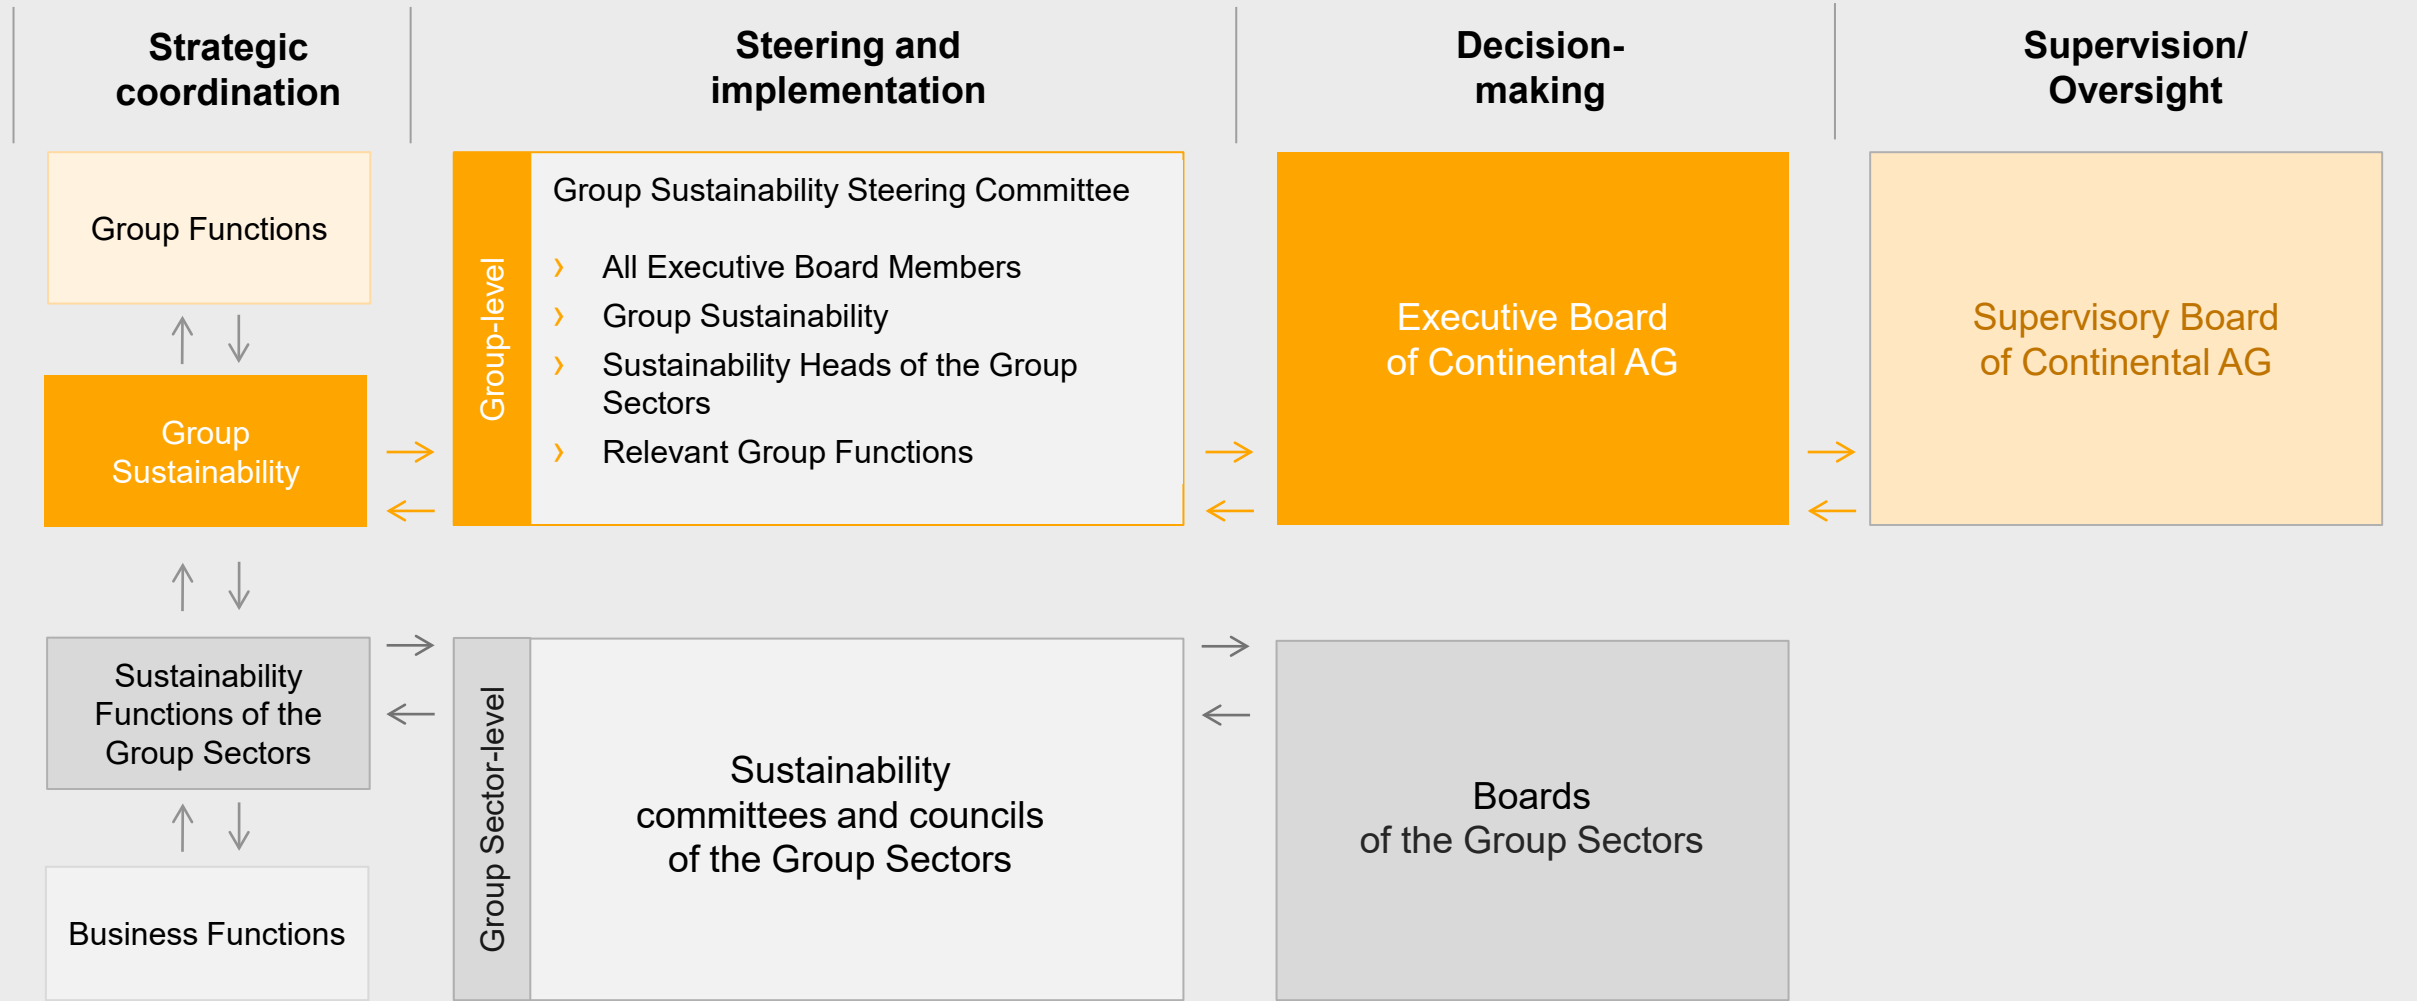 Strategic
coordination
Steering and
implementation
Decision-
making
Supervision/
Oversight
Group Functions
Group
Sustainability
Sustainability
Functions of the
Group Sectors
Business Functions
Group-level
Group Sustainability Steering Committee
› All Executive Board Members
› Group Sustainability
› Sustainability Heads of the Group
Sectors
› Relevant Group Functions
Executive Board
of Continental AG
Supervisory Board
of Continental AG
Group Sector-level
Sustainability
committees and councils
of the Group Sectors
Boards
of the Group Sectors